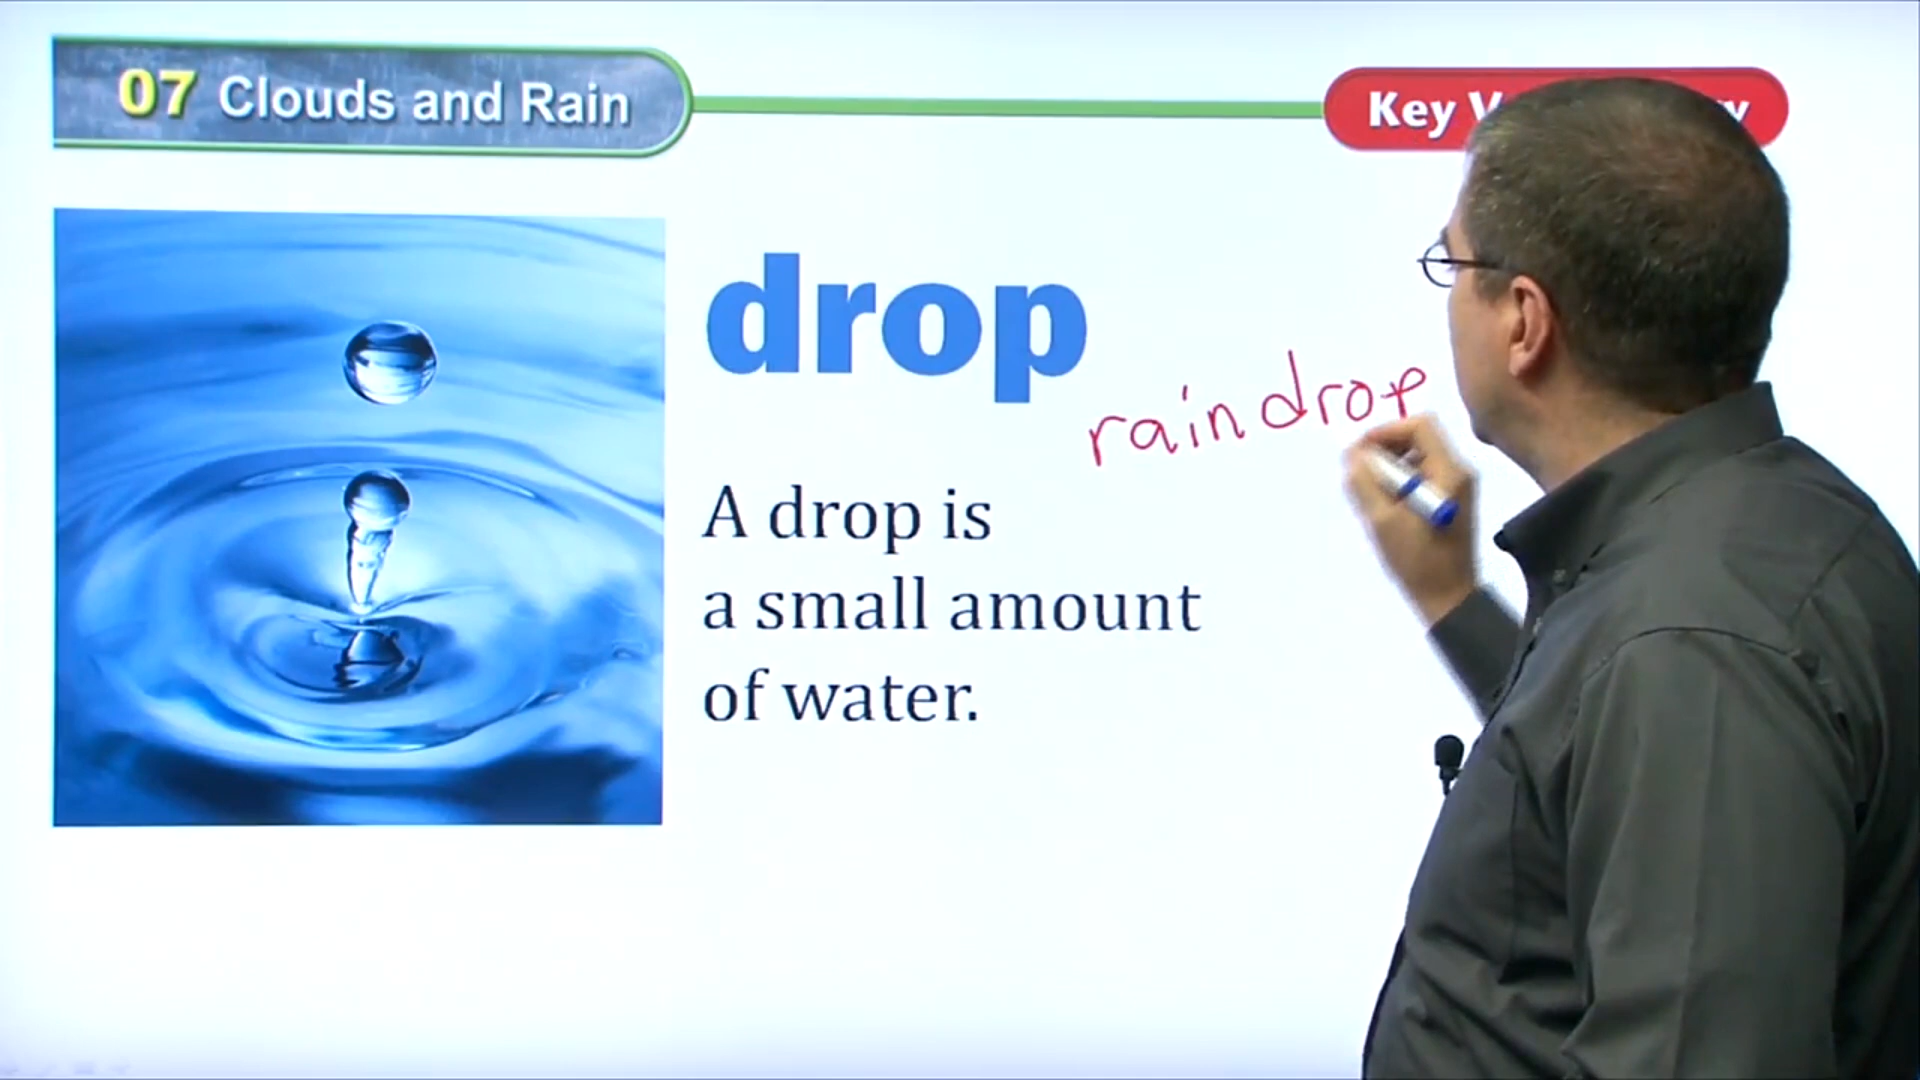 07 Clouds and Rain
Key
drop
raindrop
A drop is
a small amount
of water.